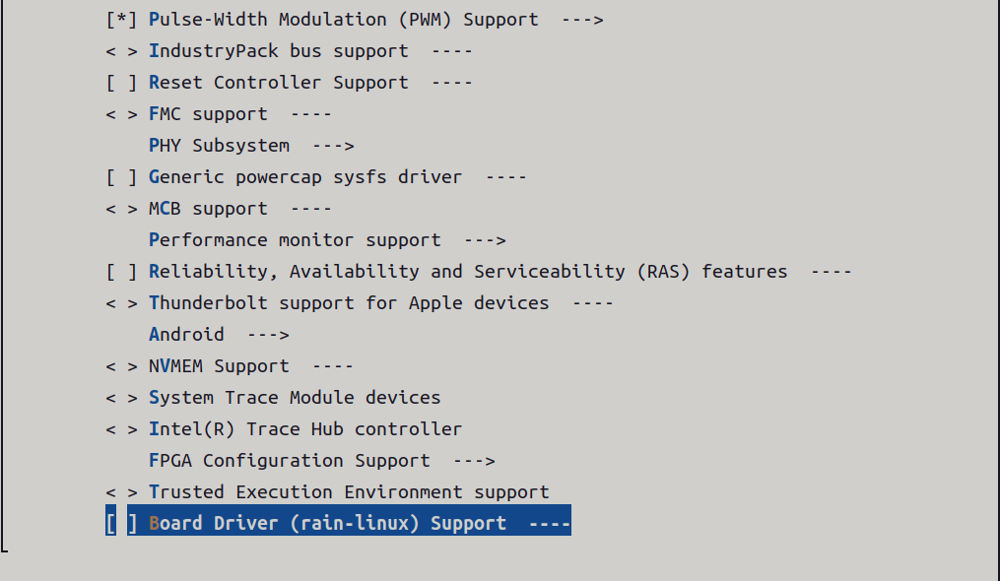 [*] Pulse-Width Modulation (PWM) Support  --->
< > IndustryPack bus support  ----
[ ] Reset Controller Support  ----
< > FMC support  ----
    PHY Subsystem  --->
[ ] Generic powercap sysfs driver  ----
< > MCB support  ----
    Performance monitor support  --->
[ ] Reliability, Availability and Serviceability (RAS) features  ----
< > Thunderbolt support for Apple devices  ----
    Android  --->
< > NVMEM Support  ----
< > System Trace Module devices
< > Intel(R) Trace Hub controller
    FPGA Configuration Support  --->
< > Trusted Execution Environment support
[ ] Board Driver (rain-linux) Support  ----